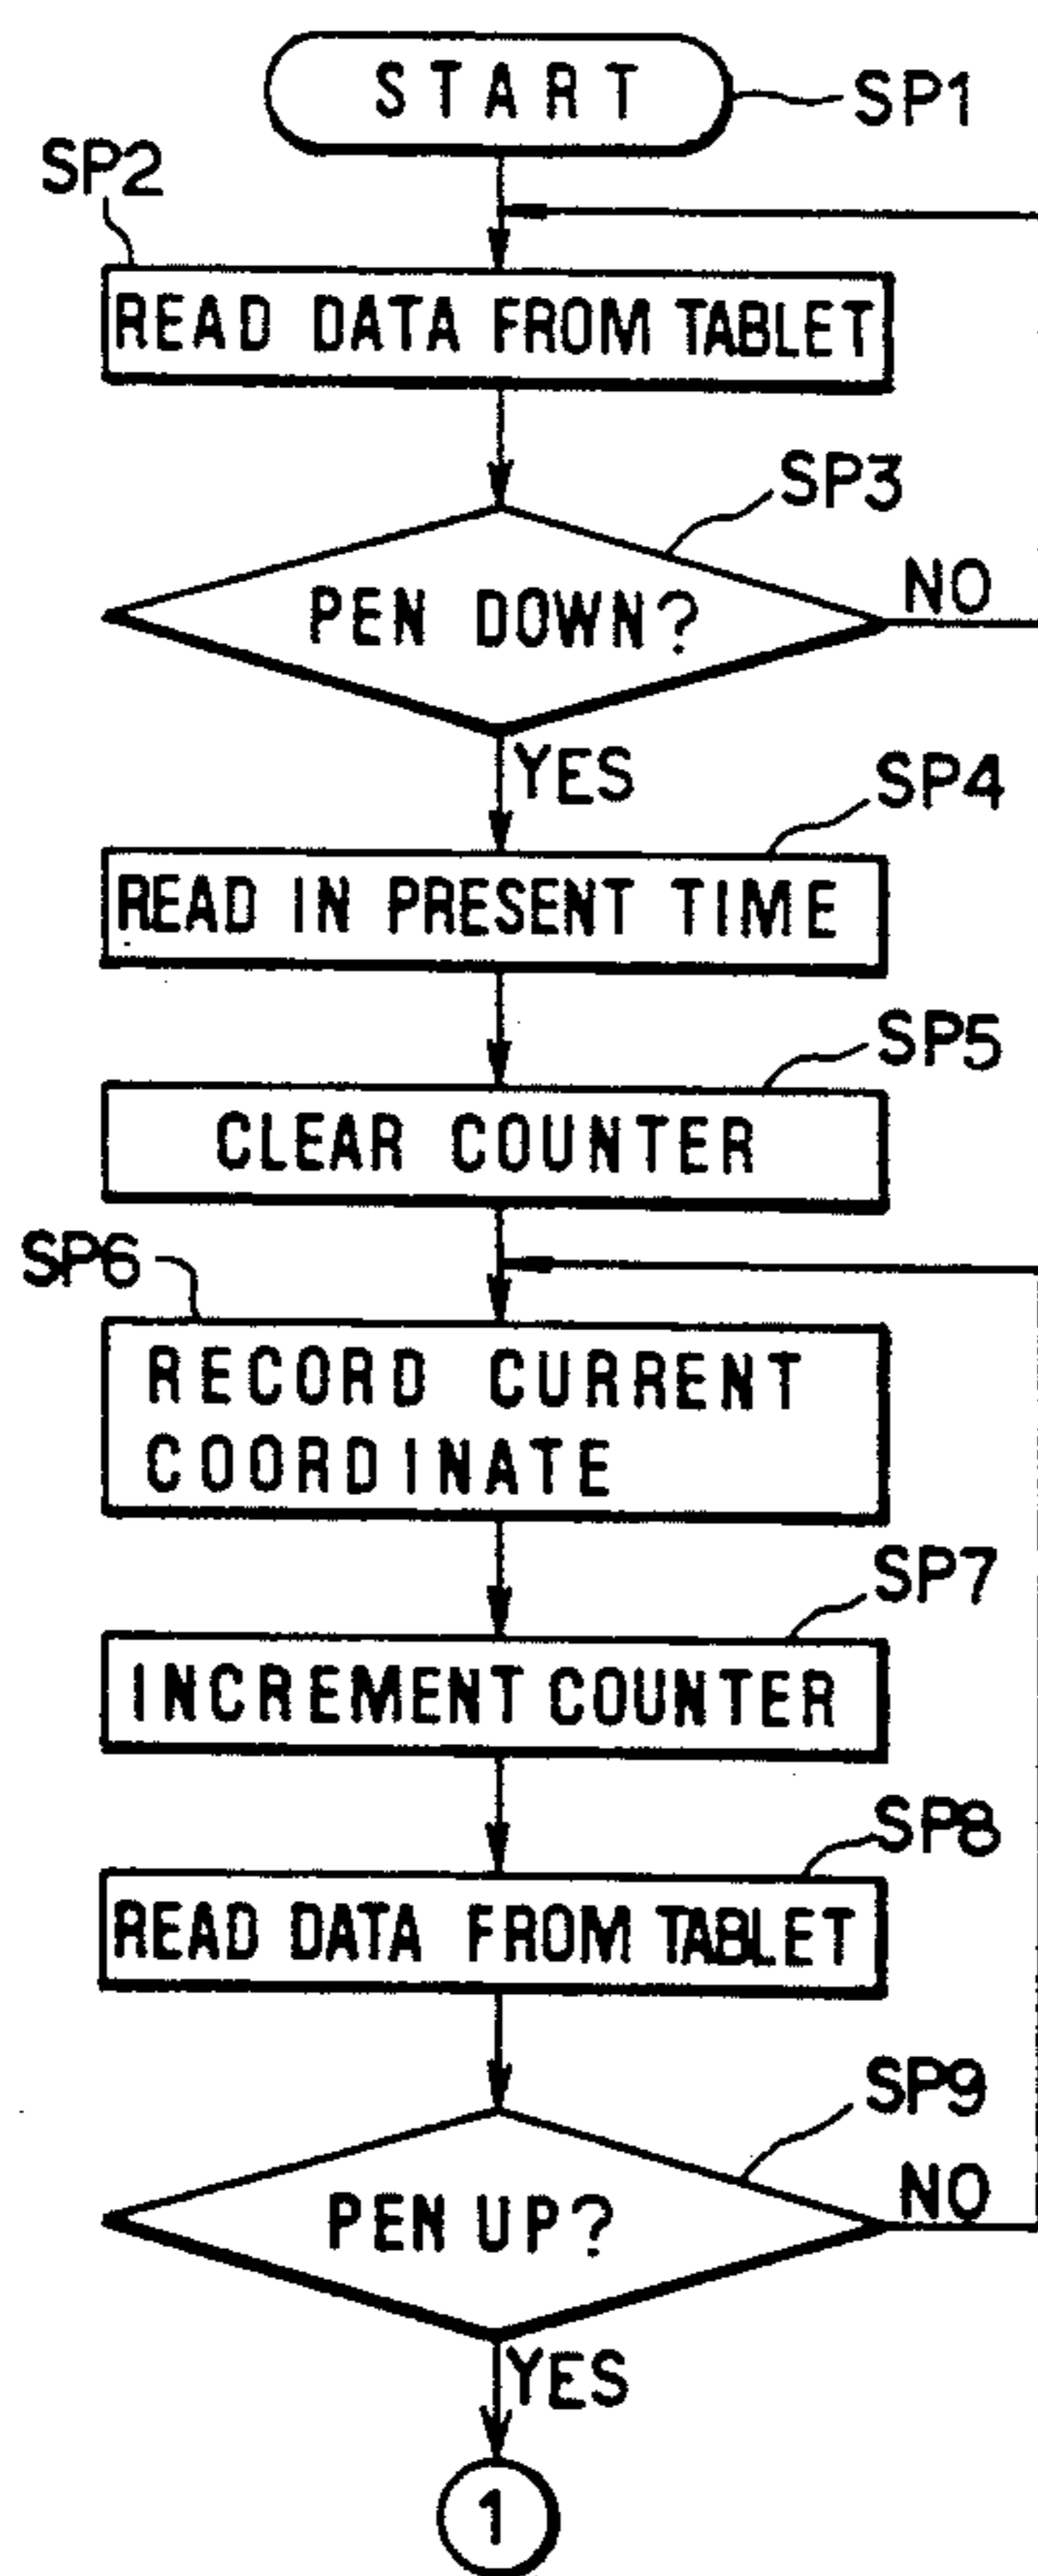 START
SP1
SP2
READ DATA FROM TABLET
SP3
PEN DOWN?
NO
YES
SP4
READ IN PRESENT TIME
SP5
CLEAR COUNTER
SP6
RECORD CURRENT
COORDINATE
SP7
INCREMENT COUNTER
SP8
READ DATA FROM TABLET
SP9
PEN UP?
NO
YES
1